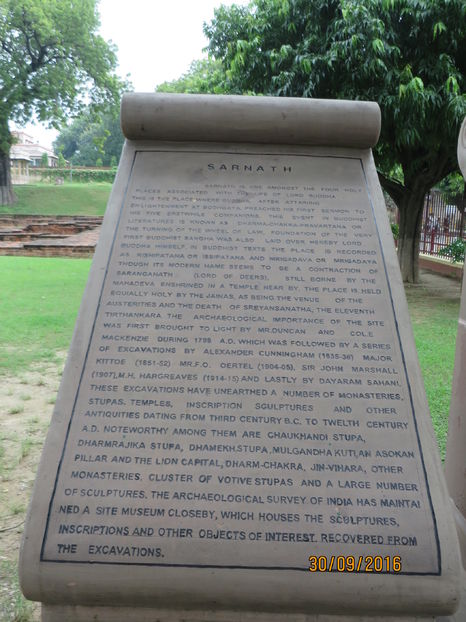 SARNATH
SARNATH IS ONE AMONGST THE FOUR HOLY
PLACES ASSOCIATED WITH THE LIFE OF LORD BUDDHA
THIS IS THE PLACE WHERE BUDDHA, AFTER ATTAINING
ENLIGHTENMENT AT BODHGAYA, PREACHED HIS FIRST SERMON TO
HIS FIVE ERSTWHILE COMPANIONS. THIS EVENT IN BUDDHIST
LITERATURES IS KNOWN AS DHARMA-CHAKRA-PRAVARTANA OR
THE TURNING OF THE WHEEL OF LAW. FOUNDATION OF THE VERY
FIRST BUDDHIST SANGHA WAS ALSO LAID OVER HEREBY LORD
BUDDHA HIMSELF. IN BUDDHIST TEXTS THE PLACE IS RECORDED
AS RISHIPATANA OR ISIPATANA AND MRIGADAVA OR MRIGADAYA
THOUGH ITS MODERN NAME SEEMS TO BE A CONTRACTION OF
SARANGANATH (LORD OF DEERS), STILL BORNE BY THE
MAHADEVA ENSHRINED IN A TEMPLE NEAR BY. THE PLACE IS HELD
EQUALLY HOLY BY THE JAINAS, AS BEING THE VENUE OF THE
AUSTERITIES AND THE DEATH OF SREYANSANATHA, THE ELEVENTH
TIRTHANKARA THE ARCHAEOLOGICAL IMPORTANCE OF THE SITE
WAS FIRST BROUGHT TO LIGHT BY MR.DUNCAN AND COL.E
MACKENZIE DURING 1798 A.D. WHICH WAS FOLLOWED BY A SERIES
OF EXCAVATIONS BY ALEXANDER CUNNINGHAM (1835-36) MAJOR
KITTOE (1851-52) MR.F.O. OERTEL (1904-05), SIR JOHN MARSHALL
(1907),M.H. HARGREAVES (1914-15) AND LASTLY BY DAYARAM SAHANI.
THESE EXCAVATIONS HAVE UNEARTHED A NUMBER OF MONASTERIES,
STUPAS, TEMPLES, INSCRIPTION SGULPTURES AND OTHER
ANTIQUITIES DATING FROM THIRD CENTURY B.C. TO TWELTH CENTURY
A.D. NOTEWORTHY AMONG THEM ARE CHAUKHANDI STUPA,
DHARMRAJIKA STUPA, DHAMEKH.STUPA, MULGANDHA KUTI, AN ASOKAN
PILLAR AND THE LION CAPITAL, DHARM-CHAKRA, JIN-VIHARA, OTHER
MONASTERIES, CLUSTER OF VOTIVE STUPAS AND A LARGE NUMBER
OF SCULPTURES. THE ARCHAEOLOGICAL SURVEY OF INDIA HAS MAINTAI
NED A SITE MUSEUM CLOSEBY, WHICH HOUSES THE SCULPTURES,
INSCRIPTIONS AND OTHER OBJECTS OF INTEREST. RECOVERED FROM
THE EXCAVATIONS.
30/09/2016